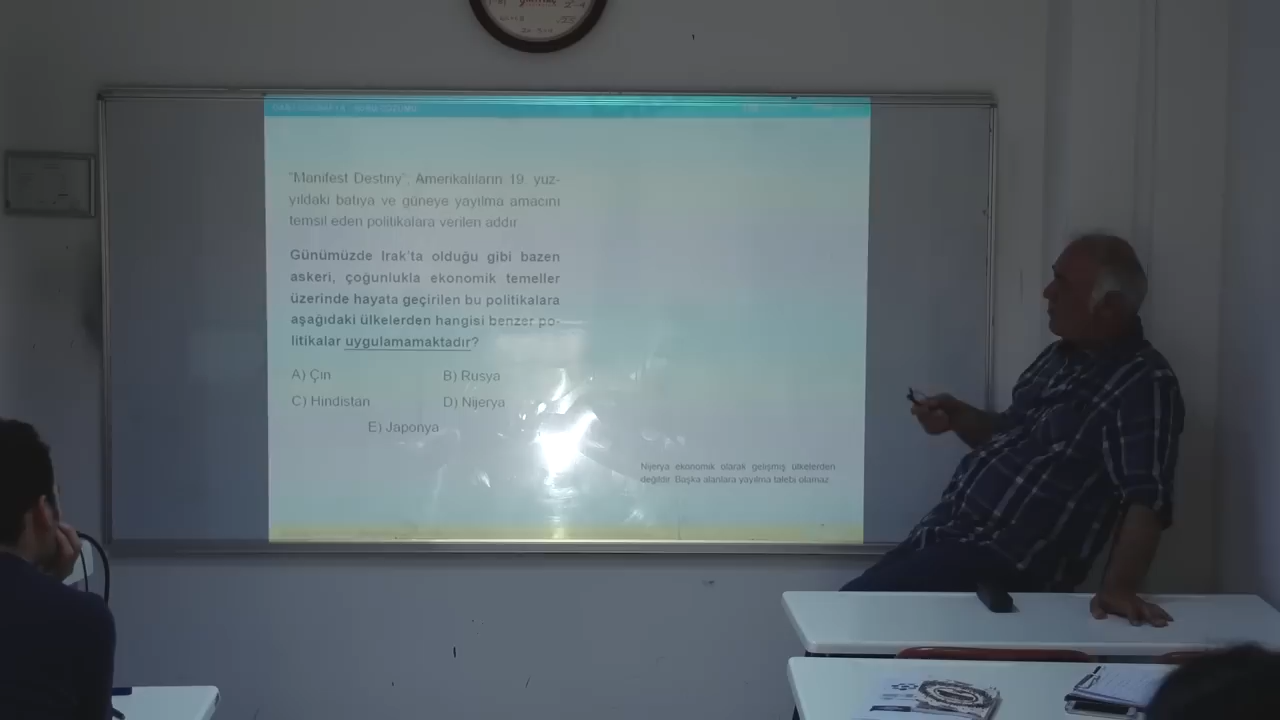 "Manifest Destiny", Amerikalıların 19. yüz-
yıldaki batıya ve güneye yayılma amacını
temsil eden politikalara verilen addır.
Günümüzde Irak'ta olduğu gibi bazen
askeri, çoğunlukla ekonomik temeller
üzerinde hayata geçirilen bu politikalara
aşağıdaki ülkelerden hangisi benzer po-
litikalar uygulamamaktadır?
A) Çin B) Rusya
C) Hindistan D) Nijerya
E) Japonya
Nijerya ekonomik olarak gelişmiş ülkelerden
değildir. Başka alanlara yayılma talebi olamaz.